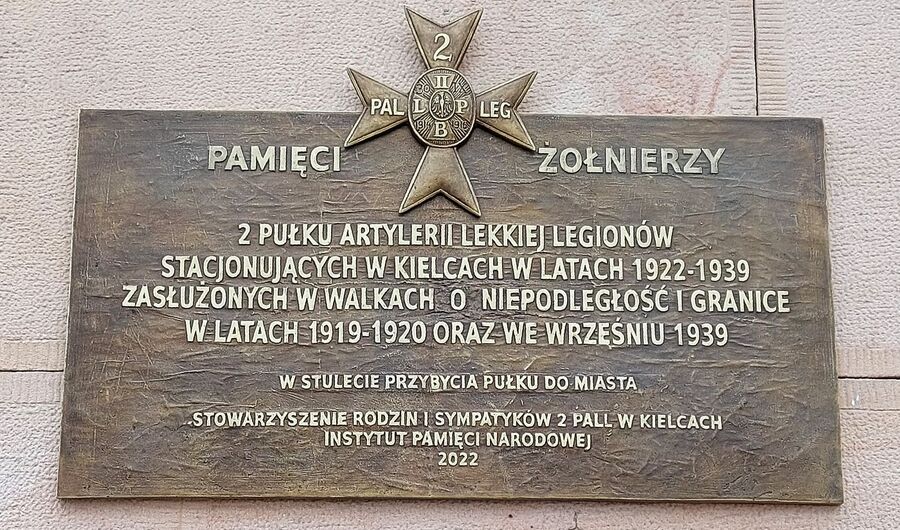 2
PAL LEG
II
L P
B
PAMIĘCI ŻOŁNIERZY
2 PUŁKU ARTYLERII LEKKIEJ LEGIONÓW
STACJONUJĄCYCH W KIELCACH W LATACH 1922-1939
ZASŁUŻONYCH W WALKACH O NIEPODLEGŁOŚĆ I GRANICE
W LATACH 1919-1920 ORAZ WE WRZEŚNIU 1939
W STULECIE PRZYBYCIA PUŁKU DO MIASTA
STOWARZYSZENIE RODZIN I SYMPATYKÓW 2 PALL W KIELCACH
INSTYTUT PAMIĘCI NARODOWEJ
2022